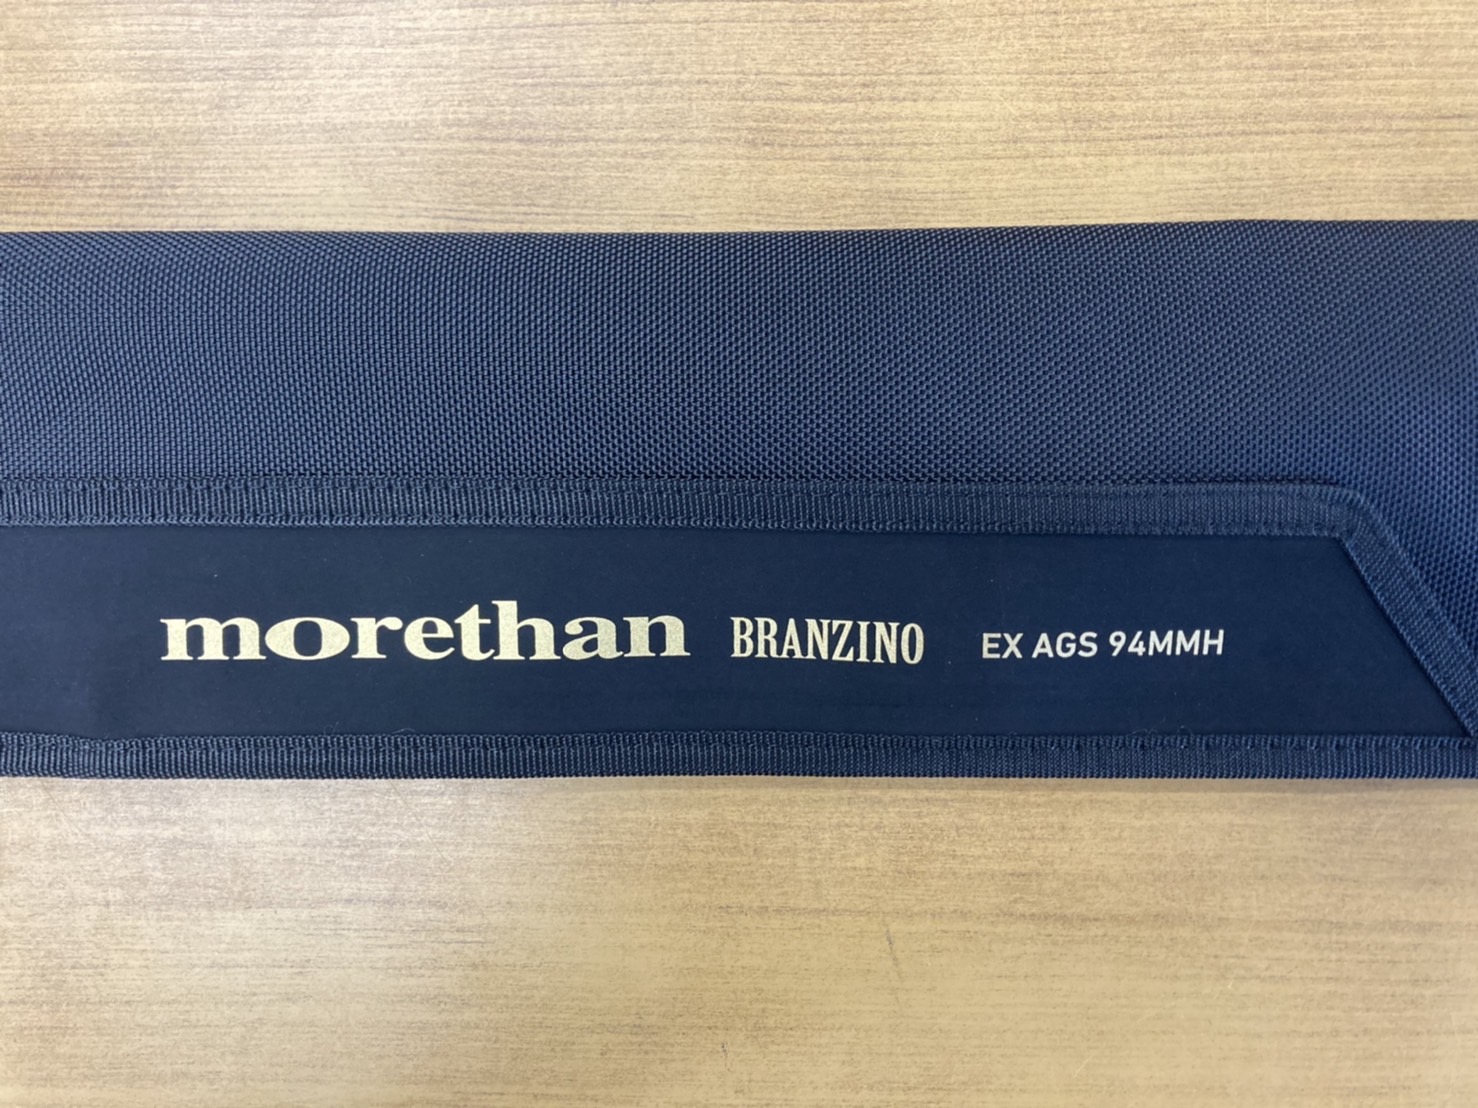 morethan BRANZINO EX AGS 94MMH